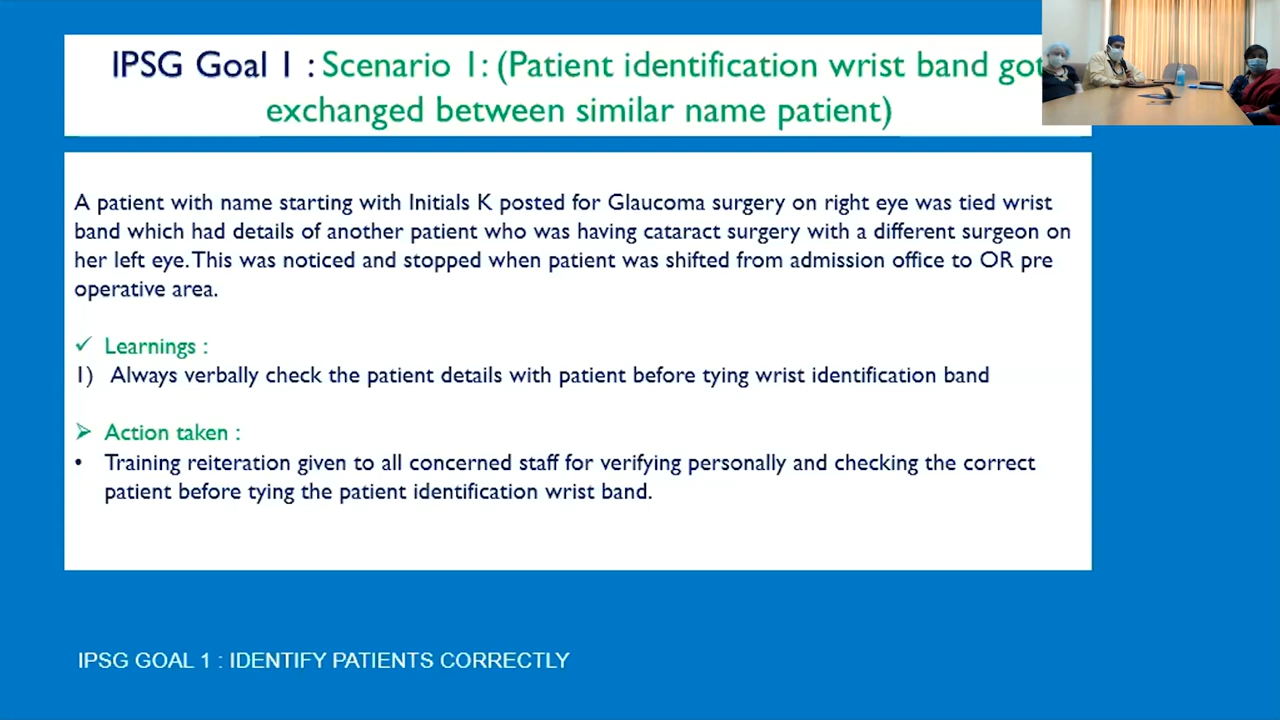 IPSG Goal 1 : Scenario 1: (Patient identification wrist band got
exchanged between similar name patient)
A patient with name starting with Initials K posted for Glaucoma surgery on right eye was tied wrist
band which had details of another patient who was having cataract surgery with a different surgeon on
her left eye. This was noticed and stopped when patient was shifted from admission office to OR pre
operative area.
✓ Learnings :
1) Always verbally check the patient details with patient before tying wrist identification band
➢ Action taken :
• Training reiteration given to all concerned staff for verifying personally and checking the correct
patient before tying the patient identification wrist band.
IPSG GOAL 1 : IDENTIFY PATIENTS CORRECTLY